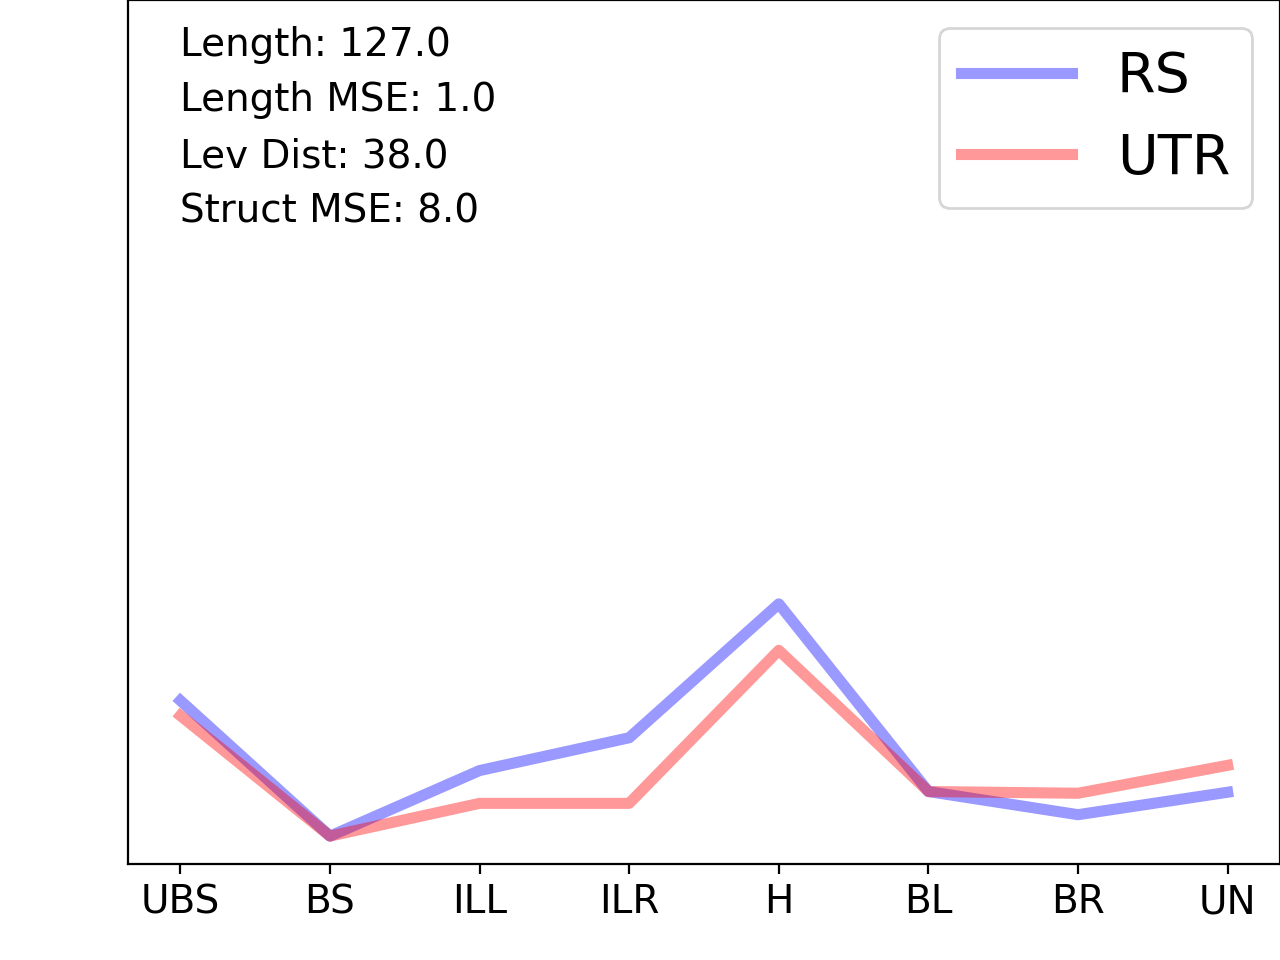 Length: 127.0
Length MSE: 1.0
Lev Dist: 38.0
Struct MSE: 8.0
RS
UTR
UBS BS ILL ILR H BL BR UN